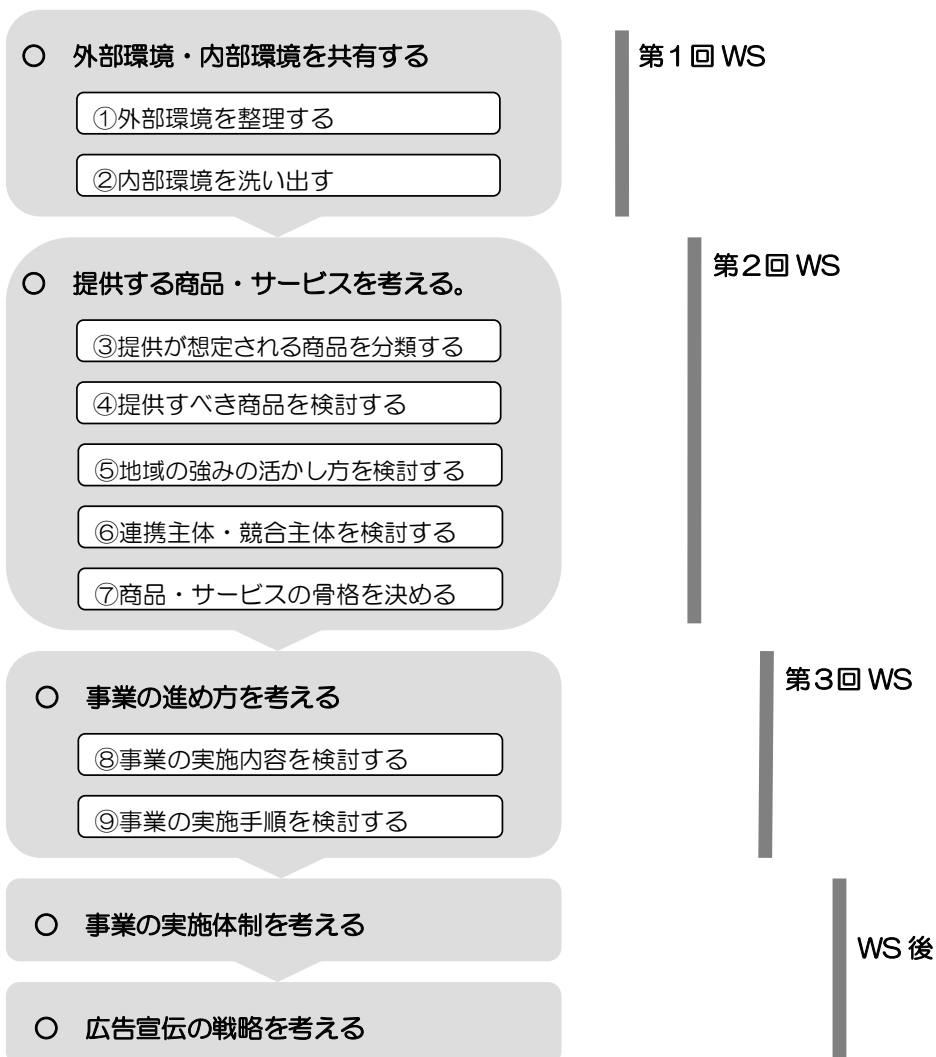 ○ 外部環境・内部環境を共有する
第1回 WS
①外部環境を整理する
②内部環境を洗い出す
○ 提供する商品・サービスを考える。
第2回 WS
③提供が想定される商品を分類する
④提供すべき商品を検討する
⑤地域の強みの活かし方を検討する
⑥連携主体・競合主体を検討する
⑦商品・サービスの骨格を決める
○ 事業の進め方を考える
第3回 WS
⑧事業の実施内容を検討する
⑨事業の実施手順を検討する
○ 事業の実施体制を考える
WS 後
○ 広告宣伝の戦略を考える